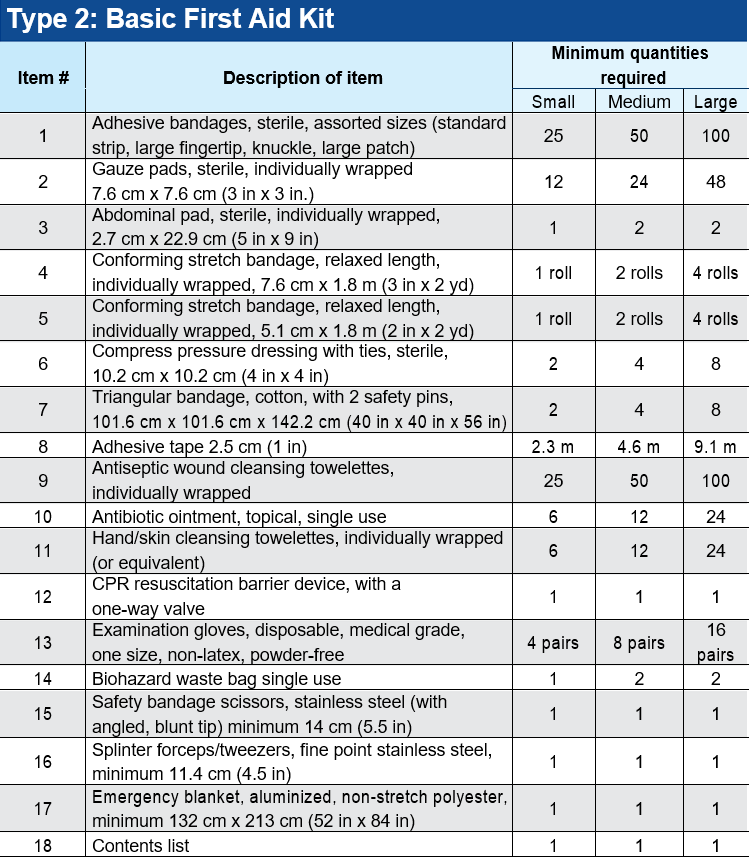 Type 2: Basic First Aid Kit
Item # Description of item Minimum quantities
required
Small Medium Large
1 Adhesive bandages, sterile, assorted sizes (standard
strip, large fingertip, knuckle, large patch) 25 50 100
2 Gauze pads, sterile, individually wrapped
7.6 cm x 7.6 cm (3 in x 3 in.) 12 24 48
3 Abdominal pad, sterile, individually wrapped,
2.7 cm x 22.9 cm (5 in x 9 in) 1 2 2
4 Conforming stretch bandage, relaxed length,
individually wrapped, 7.6 cm x 1.8 m (3 in x 2 yd) 1 roll 2 rolls 4 rolls
5 Conforming stretch bandage, relaxed length,
individually wrapped, 5.1 cm x 1.8 m (2 in x 2 yd) 1 roll 2 rolls 4 rolls
6 Compress pressure dressing with ties, sterile,
10.2 cm x 10.2 cm (4 in x 4 in) 2 4 8
7 Triangular bandage, cotton, with 2 safety pins,
101.6 cm x 101.6 cm x 142.2 cm (40 in x 40 in x 56 in) 2 4 8
8 Adhesive tape 2.5 cm (1 in) 2.3 m 4.6 m 9.1 m
9 Antiseptic wound cleansing towelettes,
individually wrapped 25 50 100
10 Antibiotic ointment, topical, single use 6 12 24
11 Hand/skin cleansing towelettes, individually wrapped
(or equivalent) 6 12 24
12 CPR resuscitation barrier device, with a
one-way valve 1 1 1
13 Examination gloves, disposable, medical grade,
one size, non-latex, powder-free 4 pairs 8 pairs 16
pairs
14 Biohazard waste bag single use 1 2 2
15 Safety bandage scissors, stainless steel (with
angled, blunt tip) minimum 14 cm (5.5 in) 1 1 1
16 Splinter forceps/tweezers, fine point stainless steel,
minimum 11.4 cm (4.5 in) 1 1 1
17 Emergency blanket, aluminized, non-stretch polyester,
minimum 132 cm x 213 cm (52 in x 84 in) 1 1 1
18 Contents list 1 1 1